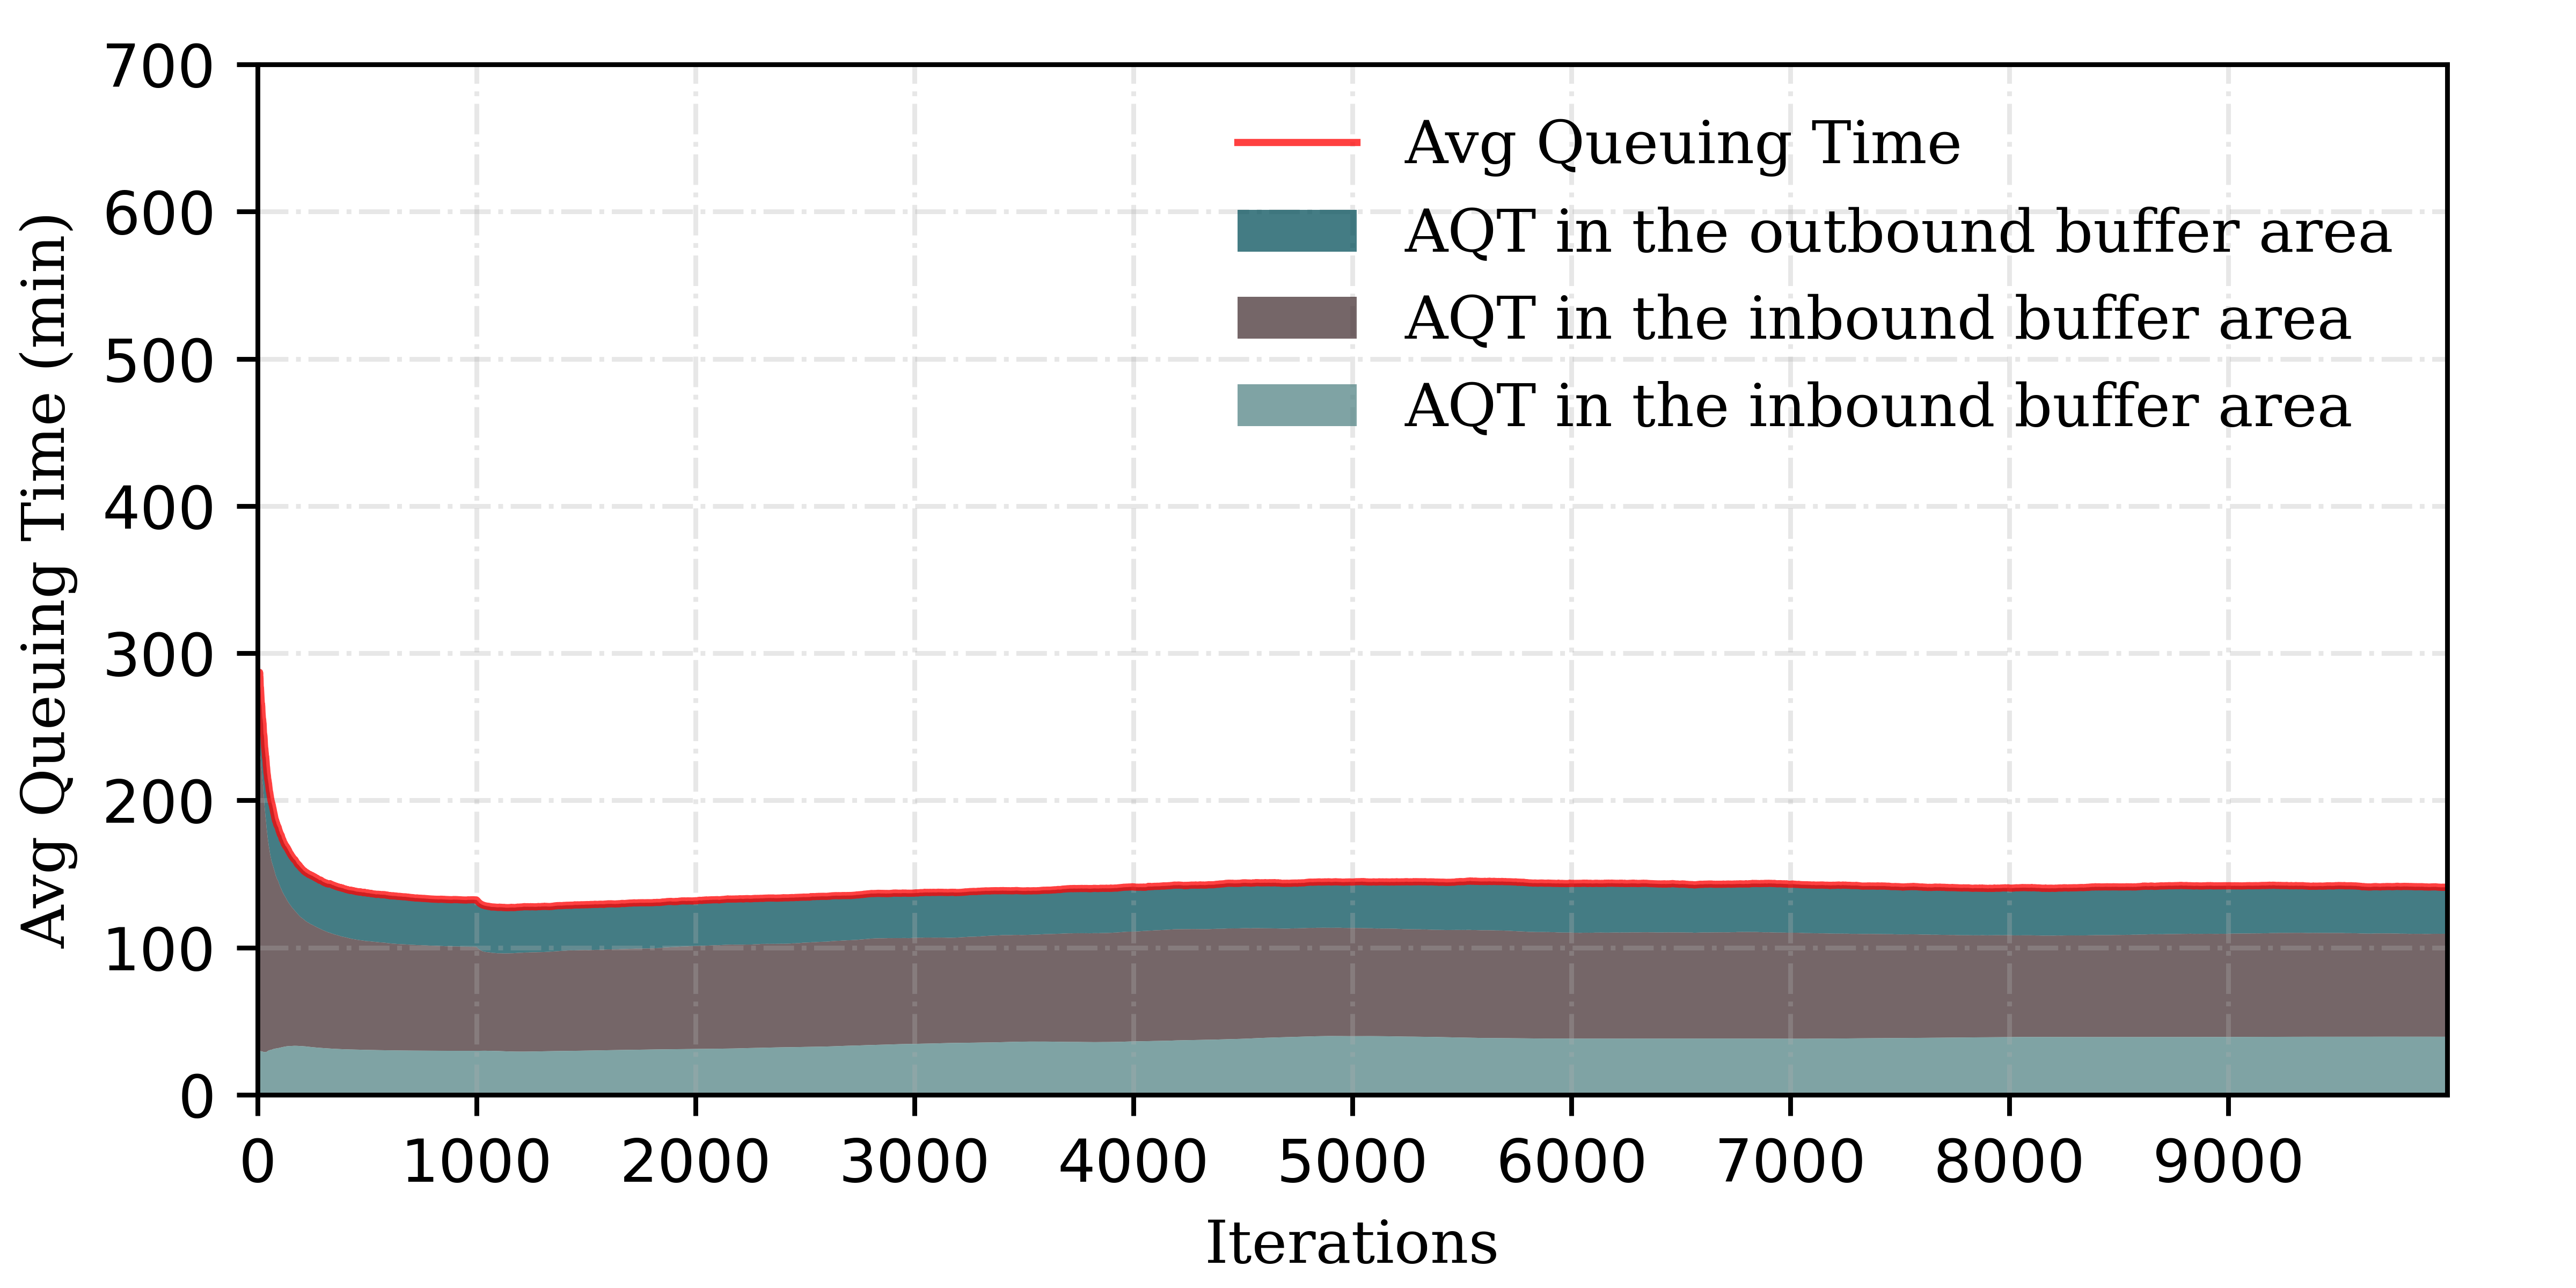 700
600
500
400
300
200
100
0
Avg Queuing Time (min)
Avg Queuing Time
AQT in the outbound buffer area
AQT in the inbound buffer area
AQT in the inbound buffer area
0 1000 2000 3000 4000 5000 6000 7000 8000 9000
Iterations